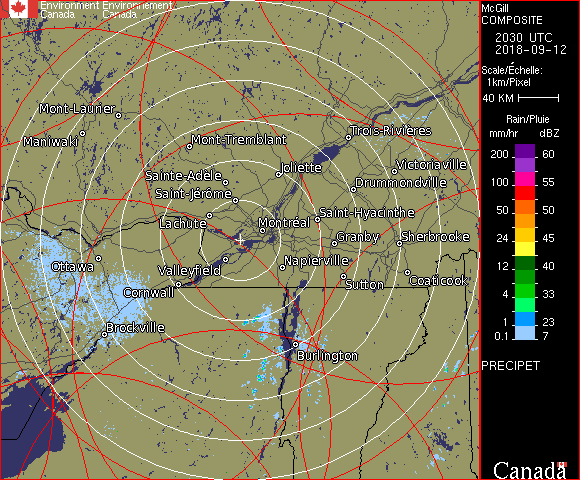 Environment Environnement
Canada Canada
McGill
COMPOSITE
2030 UTC
2018-09-12
Scale/Échelle:
1km/Pixel
40 KM
Rain/Pluie
mm/hr dBZ
200 60
155
100 55
50 50
24 45
12 40
4 33
1 23
0.1 7
PRECIPET
Canada
Mont-Laurier
Maniwaki
Mont-Tremblant
Trois-Rivières
Sainte-Adèle
Joliette
Victoriaville
Saint-Jérôme
Drummondville
Lachute
Montréal
Saint-Hyacinthe
Granby
Sherbrooke
Ottawa
Valleyfield
Napierville
Cornwall
Sutton
Coaticook
Brockville
Burlington